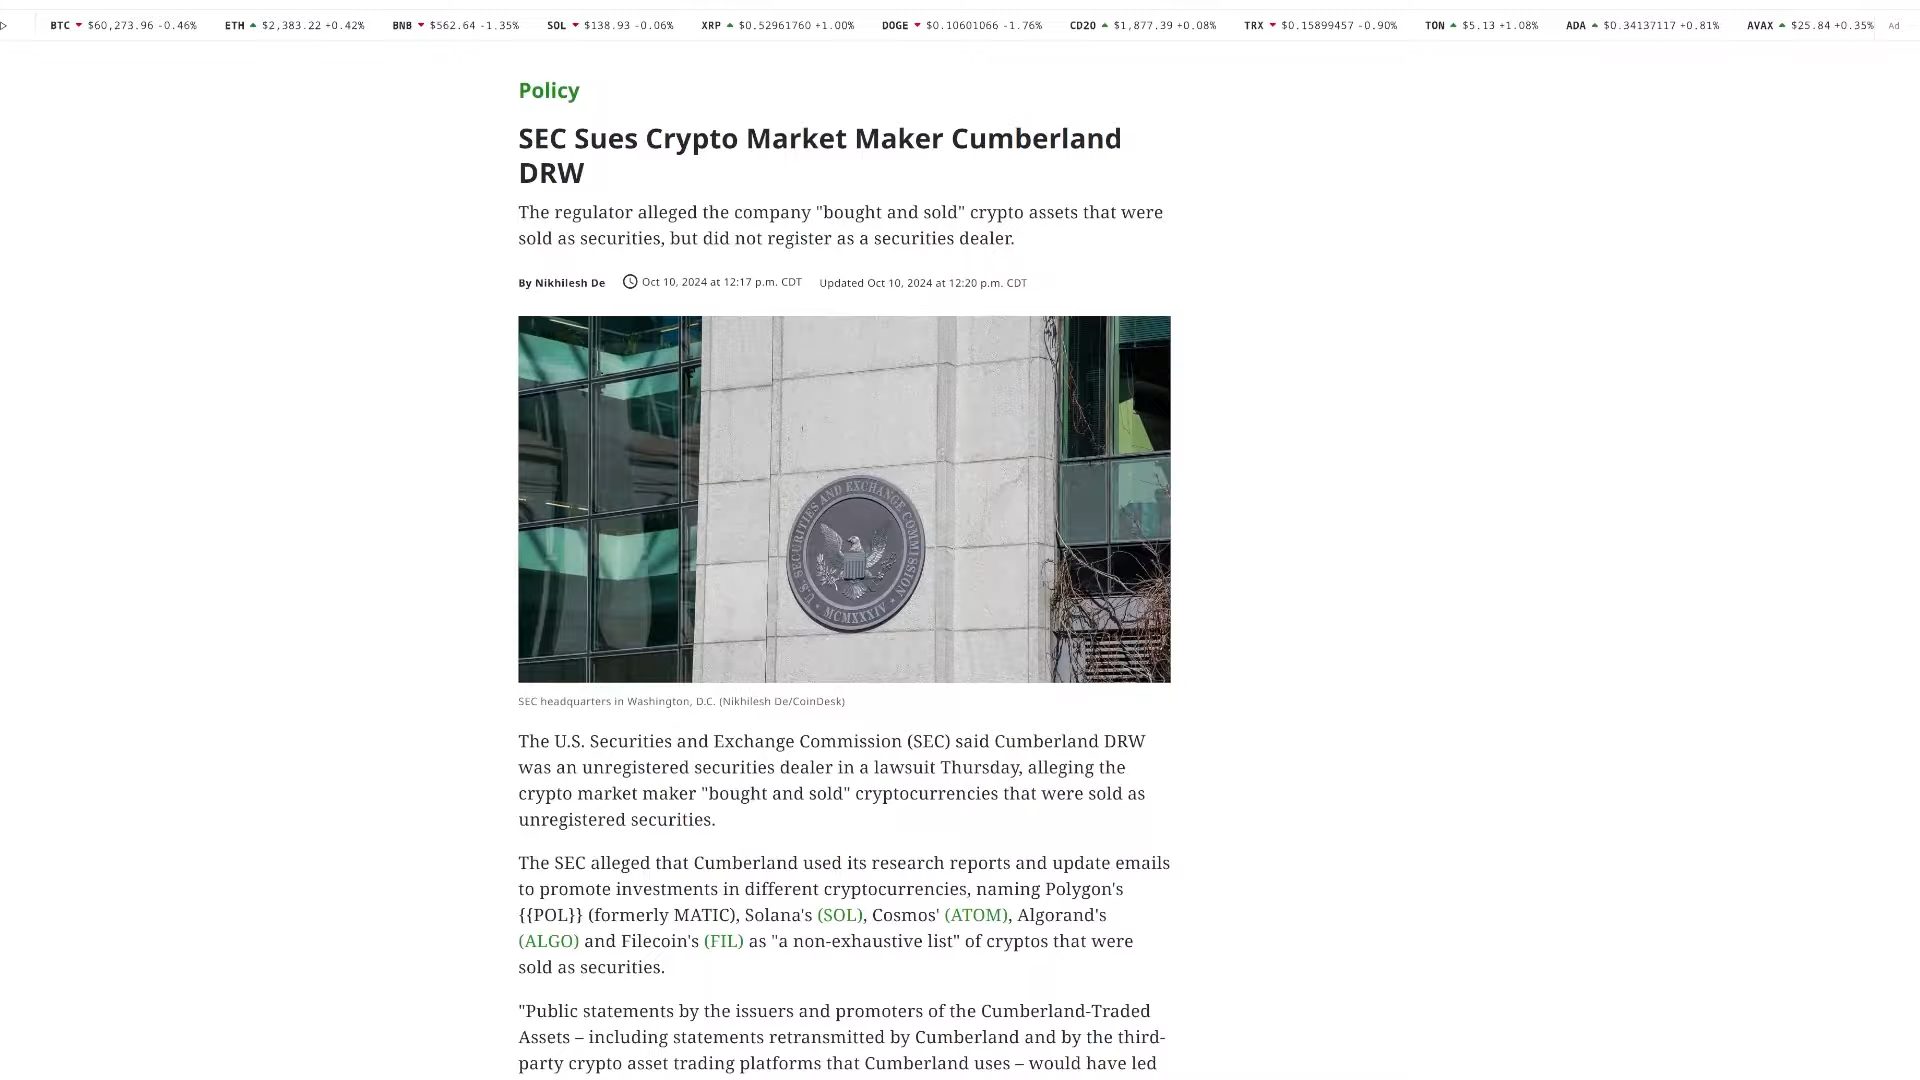 BTC $60,273.96 -0.46% ETH $2,383.22 +0.42% BNB $562.64 -1.35% SOL $138.93 -0.06% XRP $0.52961760 +1.00% DOGE $0.10601066 -1.76% CD20 $1,877.39 +0.08% TRX $0.15899457 -0.90% TON $5.13 +1.08% ADA $0.34137117 +0.81% AVAX $25.84 +0.35% Ad
Policy
SEC Sues Crypto Market Maker Cumberland
DRW
The regulator alleged the company "bought and sold" crypto assets that were
sold as securities, but did not register as a securities dealer.
By Nikhilesh De Oct 10, 2024 at 12:17 p.m. CDT Updated Oct 10, 2024 at 12:20 p.m. CDT
U.S. SECURITIES AND EXCHANGE COMMISSION
MCMXXXIV
SEC headquarters in Washington, D.C. (Nikhilesh De/CoinDesk)
The U.S. Securities and Exchange Commission (SEC) said Cumberland DRW
was an unregistered securities dealer in a lawsuit Thursday, alleging the
crypto market maker "bought and sold" cryptocurrencies that were sold as
unregistered securities.
The SEC alleged that Cumberland used its research reports and update emails
to promote investments in different cryptocurrencies, naming Polygon's
{{POL}} (formerly MATIC), Solana's (SOL), Cosmos' (ATOM), Algorand's
(ALGO) and Filecoin's (FIL) as "a non-exhaustive list" of cryptos that were
sold as securities.
"Public statements by the issuers and promoters of the Cumberland-Traded
Assets – including statements retransmitted by Cumberland and by the third-
party crypto asset trading platforms that Cumberland uses – would have led